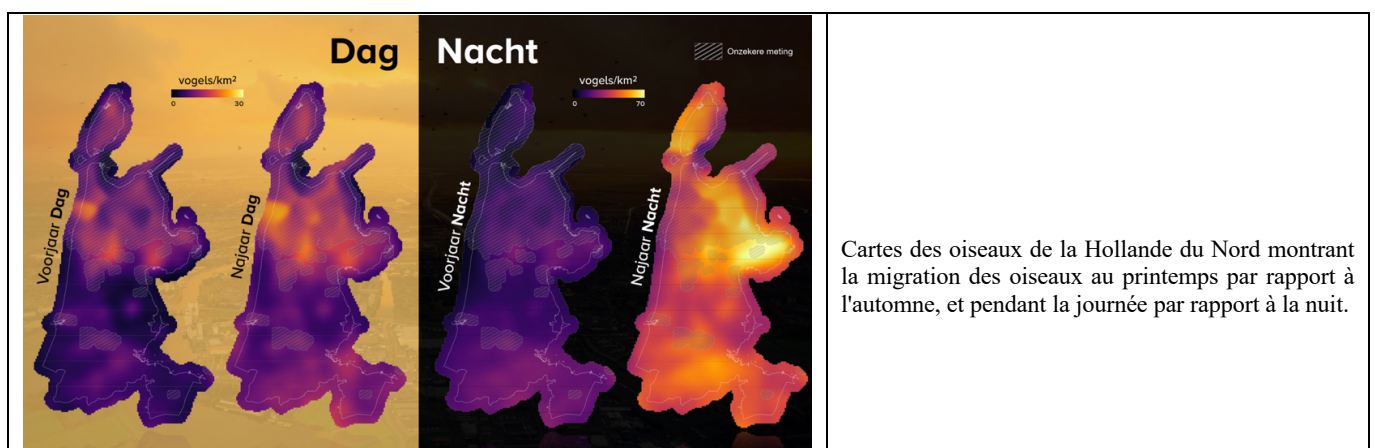 Dag
Nacht
Onzekere meting
vogels/km²
0 30
vogels/km²
0 70
Voorjaar Dag
Najaar Dag
Voorjaar Nacht
Najaar Nacht
Cartes des oiseaux de la Hollande du Nord montrant
la migration des oiseaux au printemps par rapport à
l'automne, et pendant la journée par rapport à la nuit.